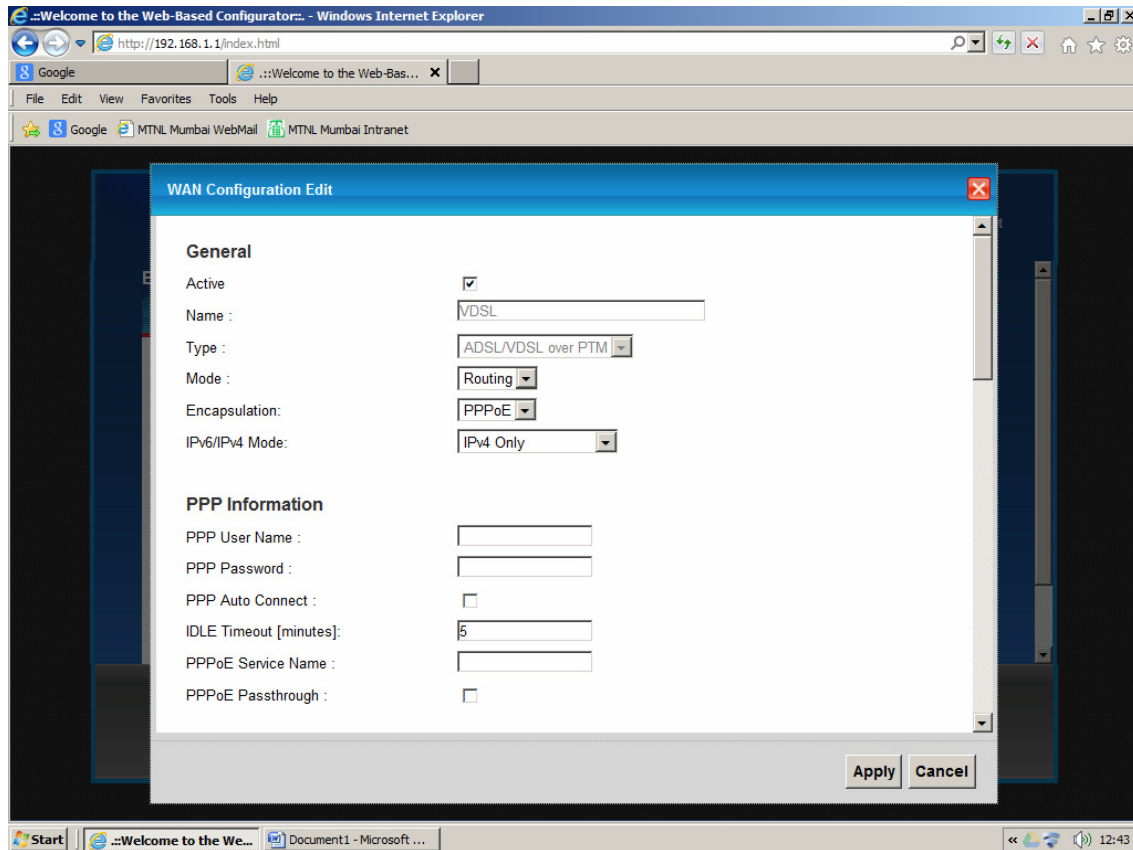 .::Welcome to the Web-Based Configurator::. - Windows Internet Explorer
http://192.168.1.1/index.html
Google
.::Welcome to the Web-Bas...
File Edit View Favorites Tools Help
Google MTNL Mumbai WebMail MTNL Mumbai Intranet
WAN Configuration Edit
General
Active
Name : VDSL
Type : ADSL/VDSL over PTM
Mode : Routing
Encapsulation: PPPoE
IPv6/IPv4 Mode: IPv4 Only
PPP Information
PPP User Name :
PPP Password :
PPP Auto Connect :
IDLE Timeout [minutes]: 5
PPPoE Service Name :
PPPoE Passthrough :
Apply Cancel
Start .::Welcome to the We... Document1 - Microsoft ... « 12:43